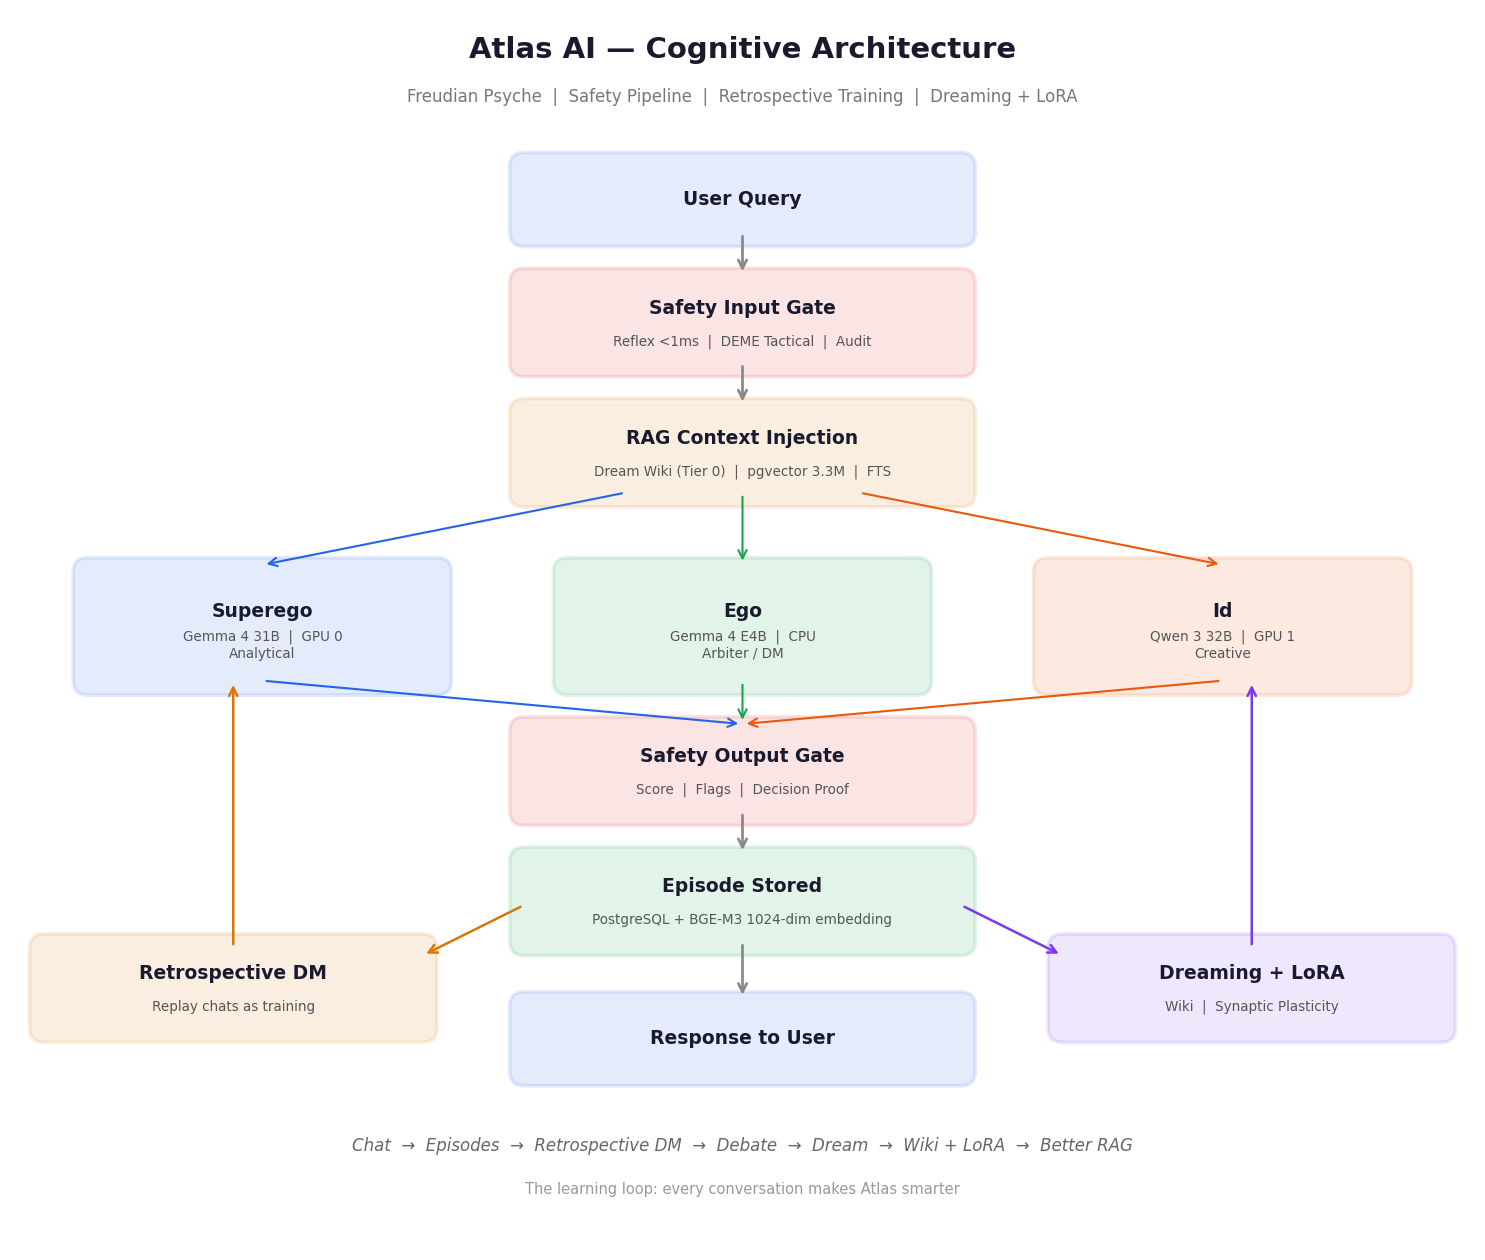 Atlas AI — Cognitive Architecture
Freudian Psyche | Safety Pipeline | Retrospective Training | Dreaming + LoRA
User Query
Safety Input Gate
Reflex <1ms | DEME Tactical | Audit
RAG Context Injection
Dream Wiki (Tier 0) | pgvector 3.3M | FTS
Superego
Gemma 4 31B | GPU 0
Analytical
Ego
Gemma 4 E4B | CPU
Arbiter / DM
Id
Qwen 3 32B | GPU 1
Creative
Safety Output Gate
Score | Flags | Decision Proof
Episode Stored
PostgreSQL + BGE-M3 1024-dim embedding
Retrospective DM
Replay chats as training
Dreaming + LoRA
Wiki | Synaptic Plasticity
Response to User
Chat → Episodes → Retrospective DM → Debate → Dream → Wiki + LoRA → Better RAG
The learning loop: every conversation makes Atlas smarter